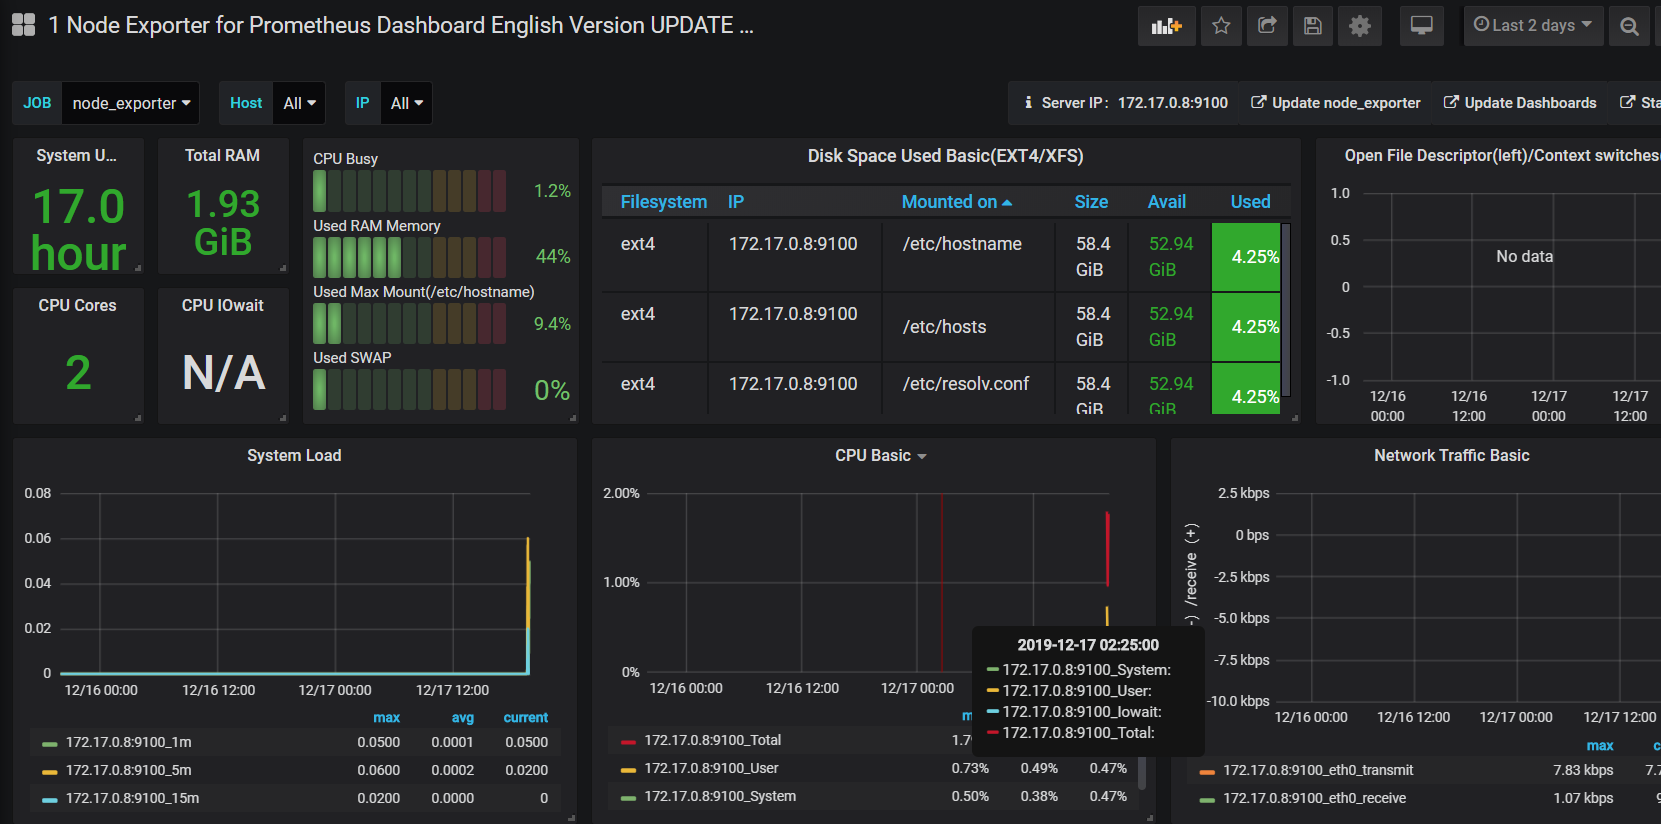 1 Node Exporter for Prometheus Dashboard English Version UPDATE ...
Last 2 days
JOB node_exporter Host All IP All
Server IP: 172.17.0.8:9100 Update node_exporter Update Dashboards Sta
System U... Total RAM
17.0 hour
1.93 GiB
CPU Cores CPU IOwait
2 N/A
CPU Busy
1.2%
Used RAM Memory
44%
Used Max Mount(/etc/hostname)
9.4%
Used SWAP
0%
Disk Space Used Basic(EXT4/XFS)
Filesystem IP Mounted on Size Avail Used
ext4 172.17.0.8:9100 /etc/hostname 58.4 GiB 52.94 GiB 4.25%
ext4 172.17.0.8:9100 /etc/hosts 58.4 GiB 52.94 GiB 4.25%
ext4 172.17.0.8:9100 /etc/resolv.conf 58.4 GiB 52.94 GiB 4.25%
Open File Descriptor(left)/Context switches
1.0
0.5
0
-0.5
-1.0
No data
12/16 00:00 12/16 12:00 12/17 00:00 12/17 12:00
System Load
0.08
0.06
0.04
0.02
0
12/16 00:00 12/16 12:00 12/17 00:00 12/17 12:00
max avg current
172.17.0.8:9100_1m 0.0500 0.0001 0.0500
172.17.0.8:9100_5m 0.0600 0.0002 0.0200
172.17.0.8:9100_15m 0.0200 0.0000 0
CPU Basic
2.00%
1.00%
0%
12/16 00:00 12/16 12:00 12/17 00:00
2019-12-17 02:25:00
172.17.0.8:9100_System:
172.17.0.8:9100_User:
172.17.0.8:9100_Iowait:
172.17.0.8:9100_Total:
172.17.0.8:9100_Total
172.17.0.8:9100_User 0.73% 0.49% 0.47%
172.17.0.8:9100_System 0.50% 0.38% 0.47%
Network Traffic Basic
2.5 kbps
0 bps
-2.5 kbps
-5.0 kbps
-7.5 kbps
-10.0 kbps
-) /receive (+)
12/16 00:00 12/16 12:00 12/17 00:00 12/17 12:00
max c
172.17.0.8:9100_eth0_transmit 7.83 kbps 7.7
172.17.0.8:9100_eth0_receive 1.07 kbps